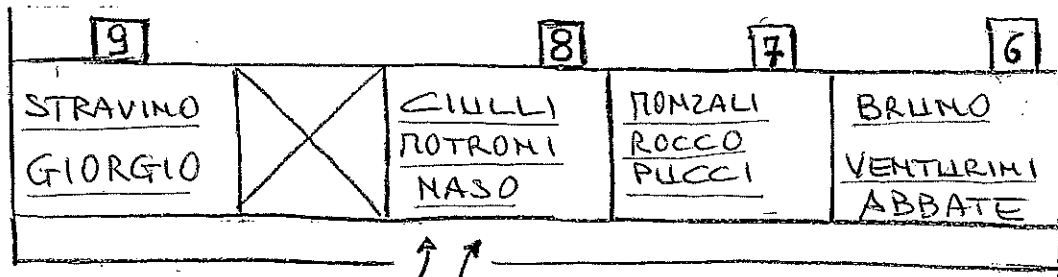 9
8
7
6
STRAVINO
GIORGIO
CIULLI
MOTRONI
NASO
MONZALI
ROCCO
PUCCI
BRUNO
VENTURINI
ABBATE